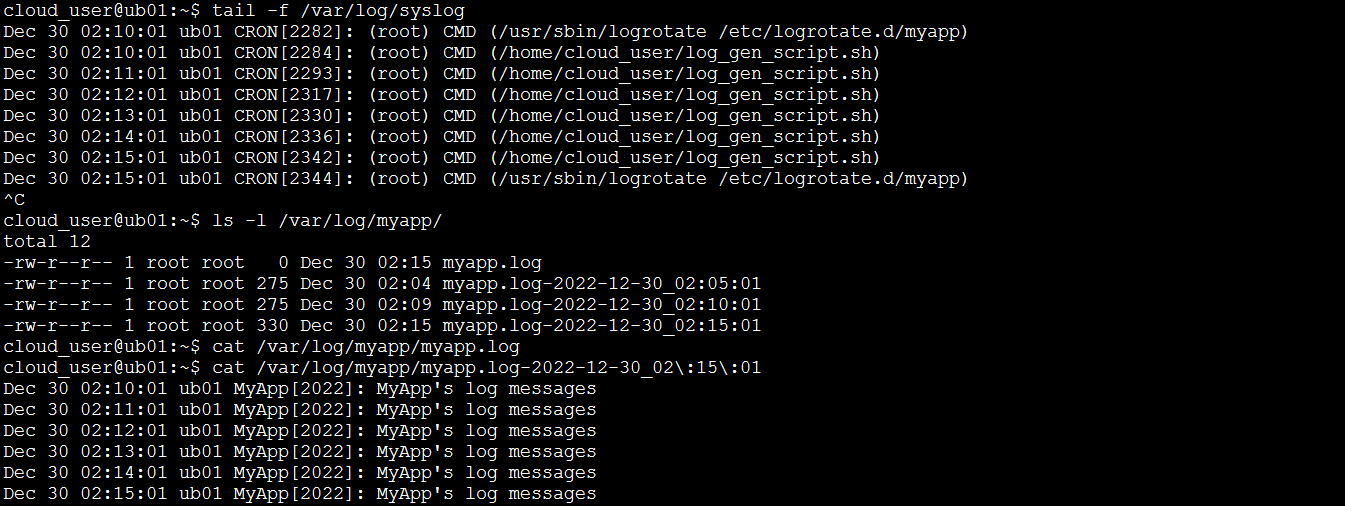 cloud_user@ub01:~$ tail -f /var/log/syslog
Dec 30 02:10:01 ub01 CRON[2282]: (root) CMD (/usr/sbin/logrotate /etc/logrotate.d/myapp)
Dec 30 02:10:01 ub01 CRON[2284]: (root) CMD (/home/cloud_user/log_gen_script.sh)
Dec 30 02:11:01 ub01 CRON[2293]: (root) CMD (/home/cloud_user/log_gen_script.sh)
Dec 30 02:12:01 ub01 CRON[2317]: (root) CMD (/home/cloud_user/log_gen_script.sh)
Dec 30 02:13:01 ub01 CRON[2330]: (root) CMD (/home/cloud_user/log_gen_script.sh)
Dec 30 02:14:01 ub01 CRON[2336]: (root) CMD (/home/cloud_user/log_gen_script.sh)
Dec 30 02:15:01 ub01 CRON[2342]: (root) CMD (/home/cloud_user/log_gen_script.sh)
Dec 30 02:15:01 ub01 CRON[2344]: (root) CMD (/usr/sbin/logrotate /etc/logrotate.d/myapp)
^C
cloud_user@ub01:~$ ls -l /var/log/myapp/
total 12
-rw-r--r-- 1 root root   0 Dec 30 02:15 myapp.log
-rw-r--r-- 1 root root 275 Dec 30 02:04 myapp.log-2022-12-30_02:05:01
-rw-r--r-- 1 root root 275 Dec 30 02:09 myapp.log-2022-12-30_02:10:01
-rw-r--r-- 1 root root 330 Dec 30 02:15 myapp.log-2022-12-30_02:15:01
cloud_user@ub01:~$ cat /var/log/myapp/myapp.log
cloud_user@ub01:~$ cat /var/log/myapp/myapp.log-2022-12-30_02\:15\:01
Dec 30 02:10:01 ub01 MyApp[2022]: MyApp's log messages
Dec 30 02:11:01 ub01 MyApp[2022]: MyApp's log messages
Dec 30 02:12:01 ub01 MyApp[2022]: MyApp's log messages
Dec 30 02:13:01 ub01 MyApp[2022]: MyApp's log messages
Dec 30 02:14:01 ub01 MyApp[2022]: MyApp's log messages
Dec 30 02:15:01 ub01 MyApp[2022]: MyApp's log messages